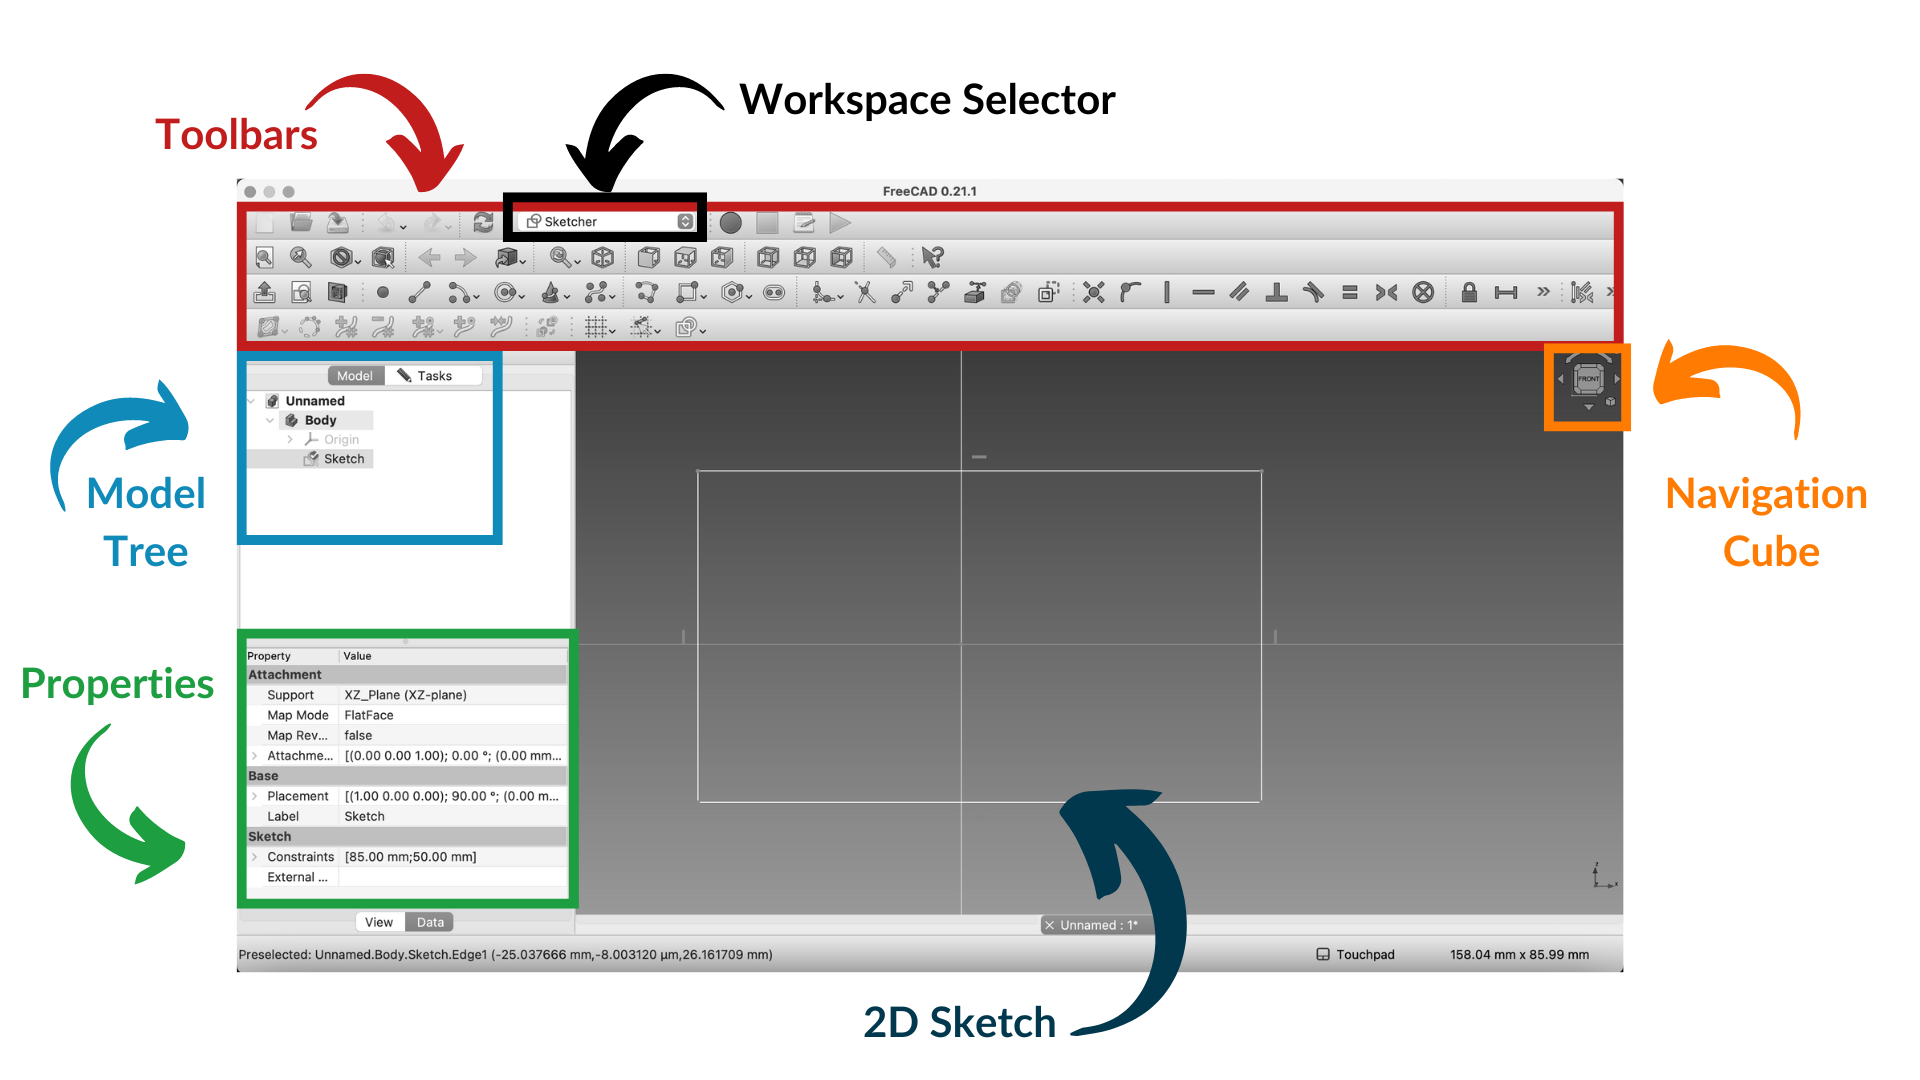 Workspace Selector
Toolbars
FreeCAD 0.21.1
Sketcher
Model
Tasks
FRONT
Unnamed
Body
Origin
Sketch
Model
Tree
Navigation
Cube
Properties
Property Value
Attachment
Support XZ_Plane (XZ-plane)
Map Mode FlatFace
Map Rev... false
Attachme... [(0.00 0.00 1.00); 0.00 °; (0.00 mm...
Base
Placement [(1.00 0.00 0.00); 90.00 °; (0.00 m...
Label Sketch
Sketch
Constraints [85.00 mm;50.00 mm]
External ...
z
x
View Data
Unnamed : 1*
Preselected: Unnamed.Body.Sketch.Edge1 (-25.037666 mm,-8.003120 µm,26.161709 mm)
Touchpad
158.04 mm x 85.99 mm
2D Sketch